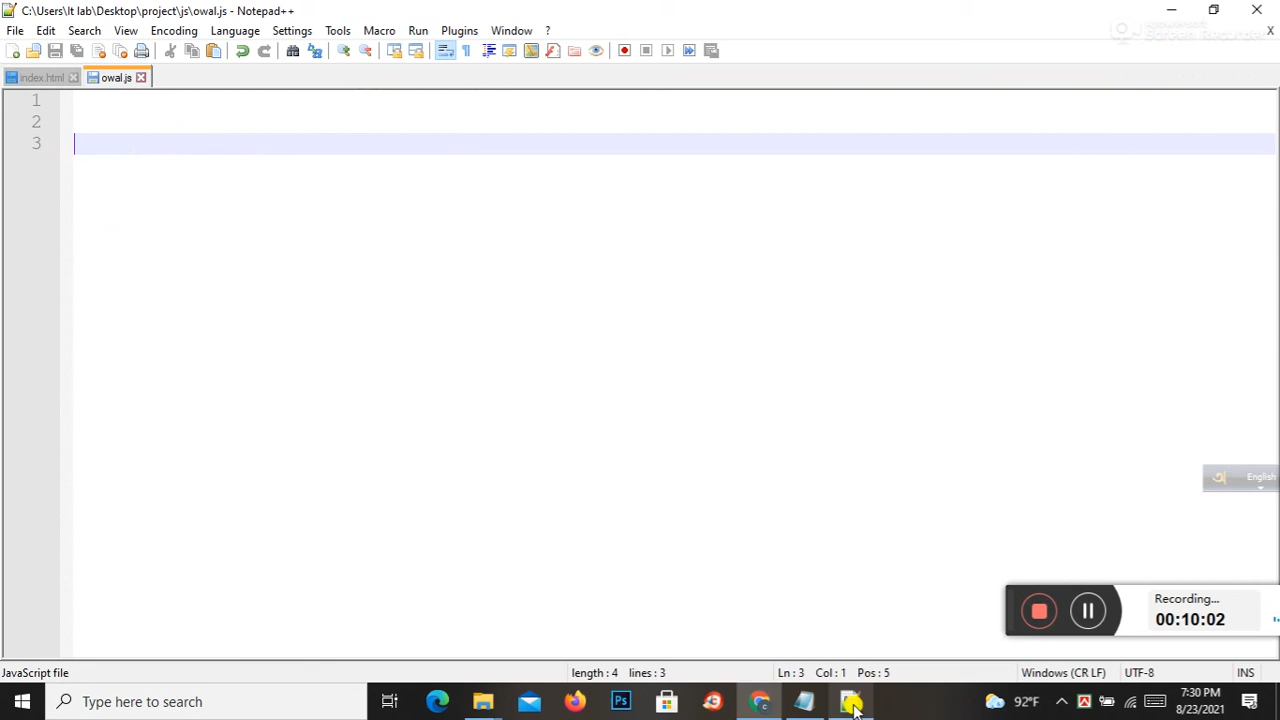 C:\Users\It lab\Desktop\project\js\owal.js - Notepad++
File Edit Search View Encoding Language Settings Tools Macro Run Plugins Window ? X
index.html owal.js
1
2
3
অ English
Recording...
00:10:02
JavaScript file length : 4 lines : 3 Ln : 3 Col : 1 Pos : 5 Windows (CR LF) UTF-8 INS
Type here to search 92°F 7:30 PM
8/23/2021